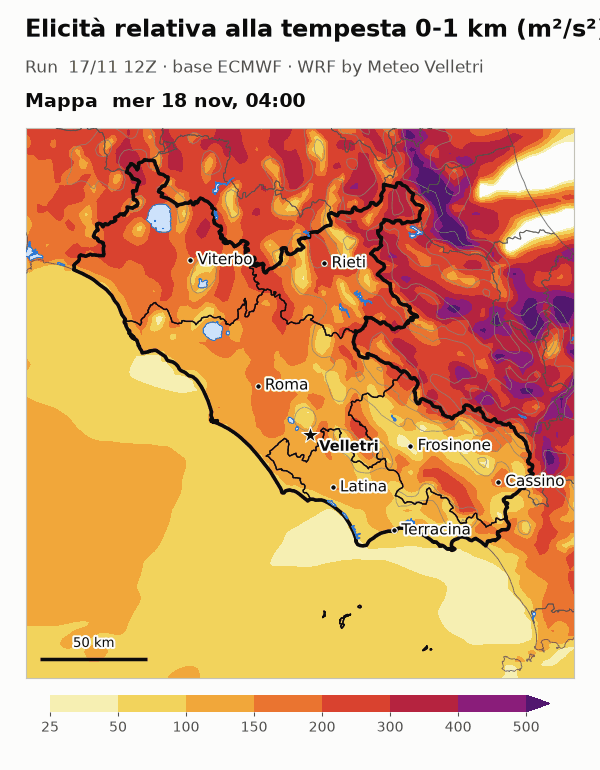 Elicità relativa alla tempesta 0-1 km (m²/s²)
Run 17/11 12Z · base ECMWF · WRF by Meteo Velletri
Mappa mer 18 nov, 04:00
Viterbo
Rieti
Roma
Velletri
Frosinone
Cassino
Latina
Terracina
50 km
25 50 100 150 200 300 400 500